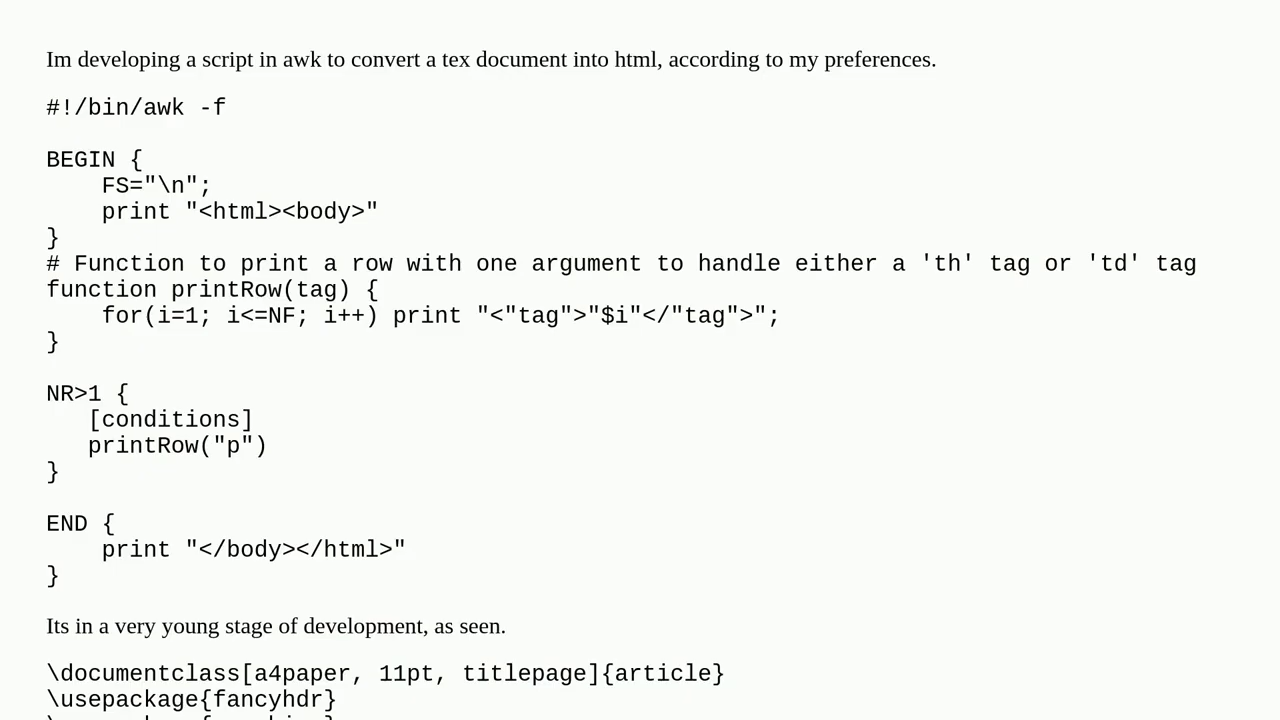 Im developing a script in awk to convert a tex document into html, according to my preferences.
#!/bin/awk -f
BEGIN {
    FS="\n";
    print "<html><body>"
}
# Function to print a row with one argument to handle either a 'th' tag or 'td' tag
function printRow(tag) {
    for(i=1; i<=NF; i++) print "<"tag">"$i"</"tag">";
}
NR>1 {
   [conditions]
   printRow("p")
}
END {
    print "</body></html>"
}
Its in a very young stage of development, as seen.
\documentclass[a4paper, 11pt, titlepage]{article}
\usepackage{fancyhdr}